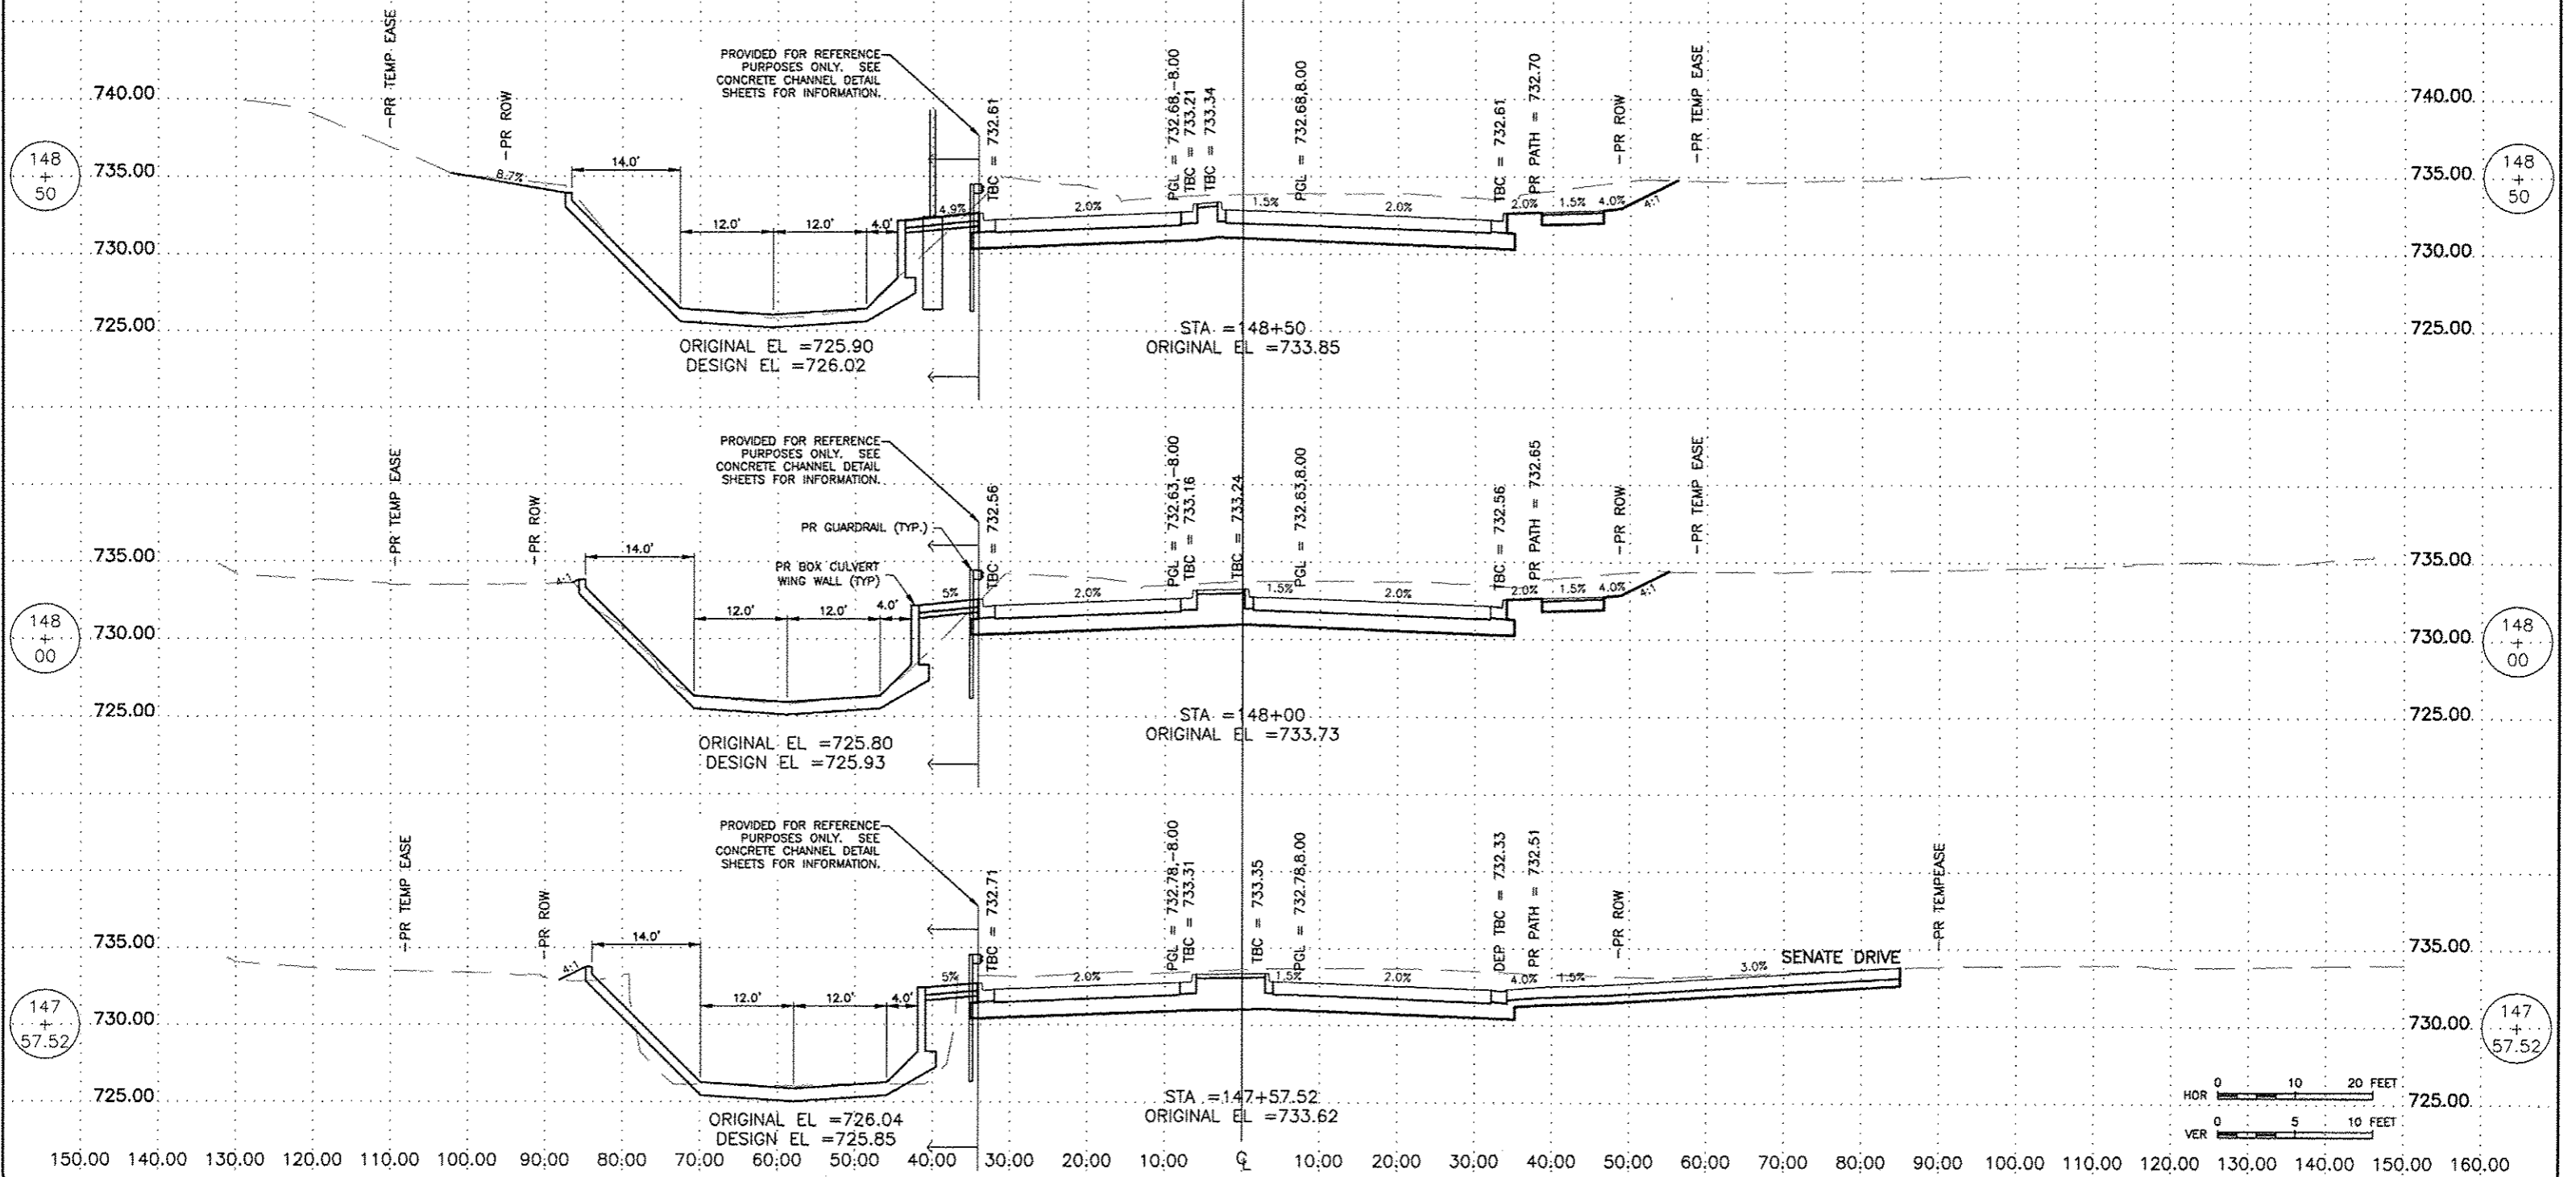 -PR TEMP EASE
-PR ROW
PROVIDED FOR REFERENCE
PURPOSES ONLY. SEE
CONCRETE CHANNEL DETAIL
SHEETS FOR INFORMATION.
TBC = 732.61
PGL = 732.68,-8.00
TBC = 733.21
TBC = 733.34
PGL = 732.68,8.00
TBC = 732.61
PR PATH = 732.70
-PR ROW
-PR TEMP EASE
740.00 740.00
148
+
50
735.00 735.00
8.7%
14.0'
12.0' 12.0' 4.0'
4.9% 2.0% 1.5% 2.0% 2.0% 1.5% 4.0% 4:1
148
+
50
730.00 730.00
725.00 725.00
ORIGINAL EL =725.90
DESIGN EL =726.02
STA =148+50
ORIGINAL EL =733.85
-PR TEMP EASE
-PR ROW
PROVIDED FOR REFERENCE
PURPOSES ONLY. SEE
CONCRETE CHANNEL DETAIL
SHEETS FOR INFORMATION.
PR GUARDRAIL (TYP.)
PR BOX CULVERT
WING WALL (TYP)
TBC = 732.56
PGL = 732.63,-8.00
TBC = 733.16
TBC = 733.24
PGL = 732.63,8.00
TBC = 732.56
PR PATH = 732.65
-PR ROW
-PR TEMP EASE
735.00 735.00
148
+
00
4:1
14.0'
12.0' 12.0' 4.0'
5% 2.0% 1.5% 2.0% 2.0% 1.5% 4.0% 4:1
148
+
00
730.00 730.00
725.00 725.00
ORIGINAL EL =725.80
DESIGN EL =725.93
STA =148+00
ORIGINAL EL =733.73
-PR TEMP EASE
-PR ROW
PROVIDED FOR REFERENCE
PURPOSES ONLY. SEE
CONCRETE CHANNEL DETAIL
SHEETS FOR INFORMATION.
TBC = 732.71
PGL = 732.78,-8.00
TBC = 733.31
TBC = 733.35
PGL = 732.78,8.00
DEP TBC = 732.33
PR PATH = 732.51
-PR ROW
-PR TEMPEASE
735.00 735.00
147
+
57.52
4:1
14.0'
12.0' 12.0' 4.0'
5% 2.0% 1.5% 2.0% 4.0% 1.5% 3.0%
SENATE DRIVE
147
+
57.52
730.00 730.00
725.00 725.00
ORIGINAL EL =726.04
DESIGN EL =725.85
STA =147+57.52
ORIGINAL EL =733.62
HOR 0 10 20 FEET
VER 0 5 10 FEET
150.00 140.00 130.00 120.00 110.00 100.00 90.00 80.00 70.00 60.00 50.00 40.00 30.00 20.00 10.00 ℄ 10.00 20.00 30.00 40.00 50.00 60.00 70.00 80.00 90.00 100.00 110.00 120.00 130.00 140.00 150.00 160.00